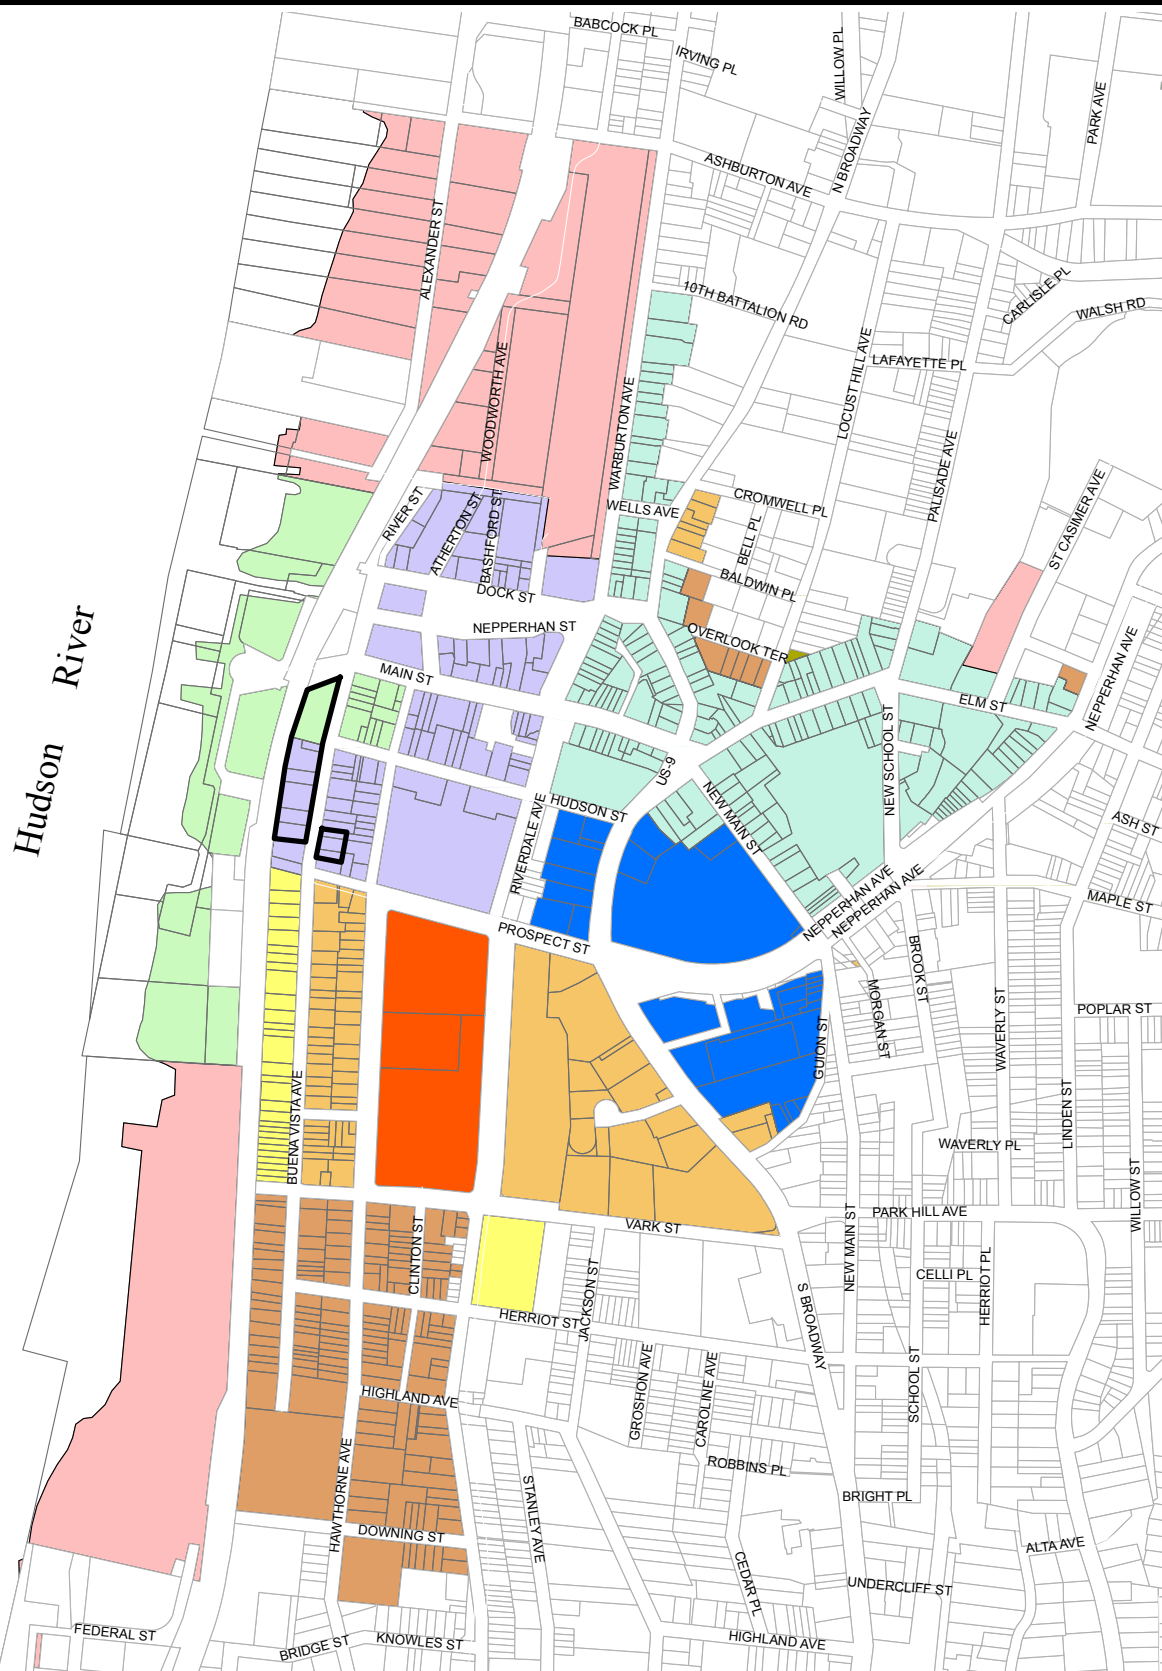 BABCOCK PL
IRVING PL
WILLOW PL
PARK AVE
N BROADWAY
ASHBURTON AVE
ALEXANDER ST
CARLISLE PL
WALSH RD
10TH BATTALION RD
LOCUST HILL AVE
LAFAYETTE PL
WOODWORTH AVE
WARBURTON AVE
PALISADE AVE
CROMWELL PL
WELLS AVE
RIVER ST
ATHERTON ST
BASHFORD ST
BELL PL
ST CASIMER AVE
BALDWIN PL
DOCK ST
NEPPERHAN ST
OVERLOOK TER
NEPPERHAN AVE
Hudson River
MAIN ST
ELM ST
NEW SCHOOL ST
US-9
NEW MAIN ST
HUDSON ST
RIVERDALE AVE
ASH ST
NEPPERHAN AVE
NEPPERHAN AVE
MAPLE ST
PROSPECT ST
BROOK ST
MORGAN ST
WAVERLY ST
POPLAR ST
GUION ST
BUENA VISTA AVE
LINDEN ST
WAVERLY PL
WILLOW ST
PARK HILL AVE
VARK ST
CLINTON ST
NEW MAIN ST
JACKSON ST
CELLI PL
HERRIOT PL
HERRIOT ST
S BROADWAY
GROSHON AVE
CAROLINE AVE
SCHOOL ST
HIGHLAND AVE
ROBBINS PL
HAWTHORNE AVE
STANLEY AVE
BRIGHT PL
DOWNING ST
ALTA AVE
CEDAR PL
UNDERCLIFF ST
FEDERAL ST
BRIDGE ST
KNOWLES ST
HIGHLAND AVE